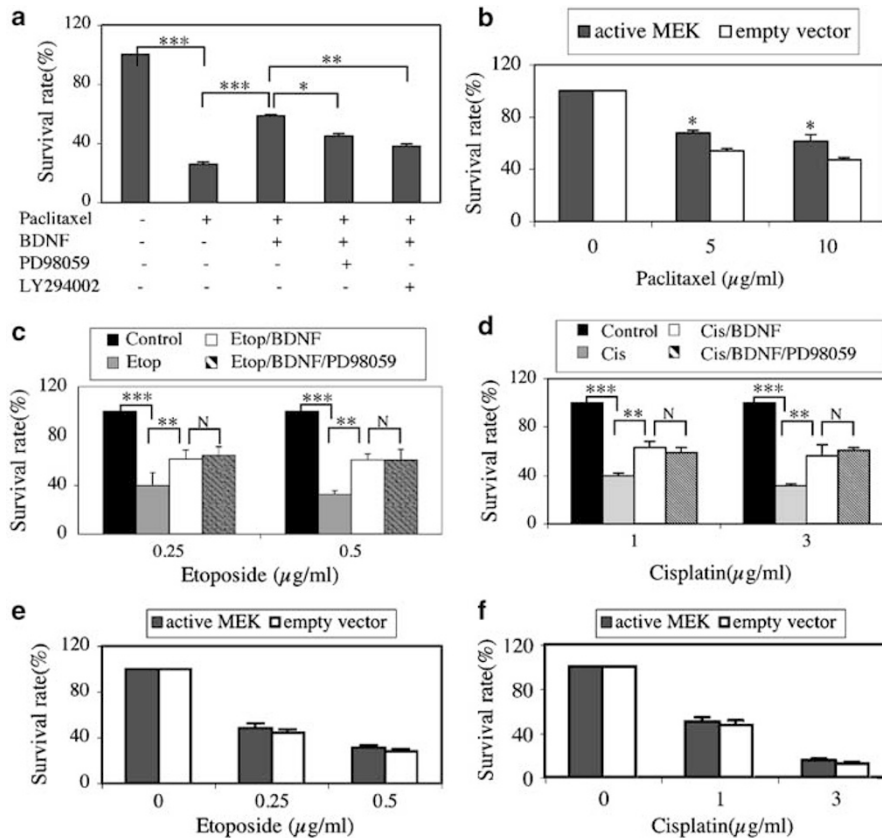 a
Survival rate(%)
120
80
40
0
***
***
*
**
Paclitaxel - + + + +
BDNF - - + + +
PD98059 - - - + -
LY294002 - - - - +
b
active MEK empty vector
Survival rate(%)
120
80
40
0
* *
0 5 10
Paclitaxel (µg/ml)
c
Control Etop/BDNF
Etop Etop/BDNF/PD98059
Survival rate(%)
120
80
40
0
*** ** N
*** ** N
0.25 0.5
Etoposide (µg/ml)
d
Control Cis/BDNF
Cis Cis/BDNF/PD98059
Survival rate(%)
120
80
40
0
*** ** N
*** ** N
1 3
Cisplatin(µg/ml)
e
active MEK empty vector
Survival rate(%)
120
80
40
0
0 0.25 0.5
Etoposide (µg/ml)
f
active MEK empty vector
Survival rate(%)
120
80
40
0
0 1 3
Cisplatin(µg/ml)